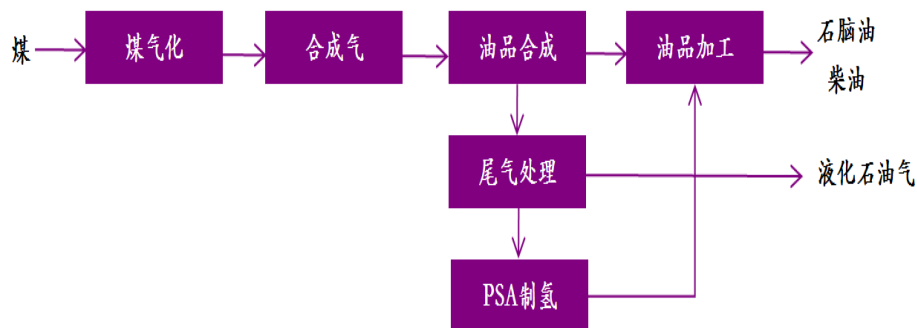 煤
煤气化
合成气
油品合成
油品加工
石脑油
柴油
尾气处理
液化石油气
PSA制氢